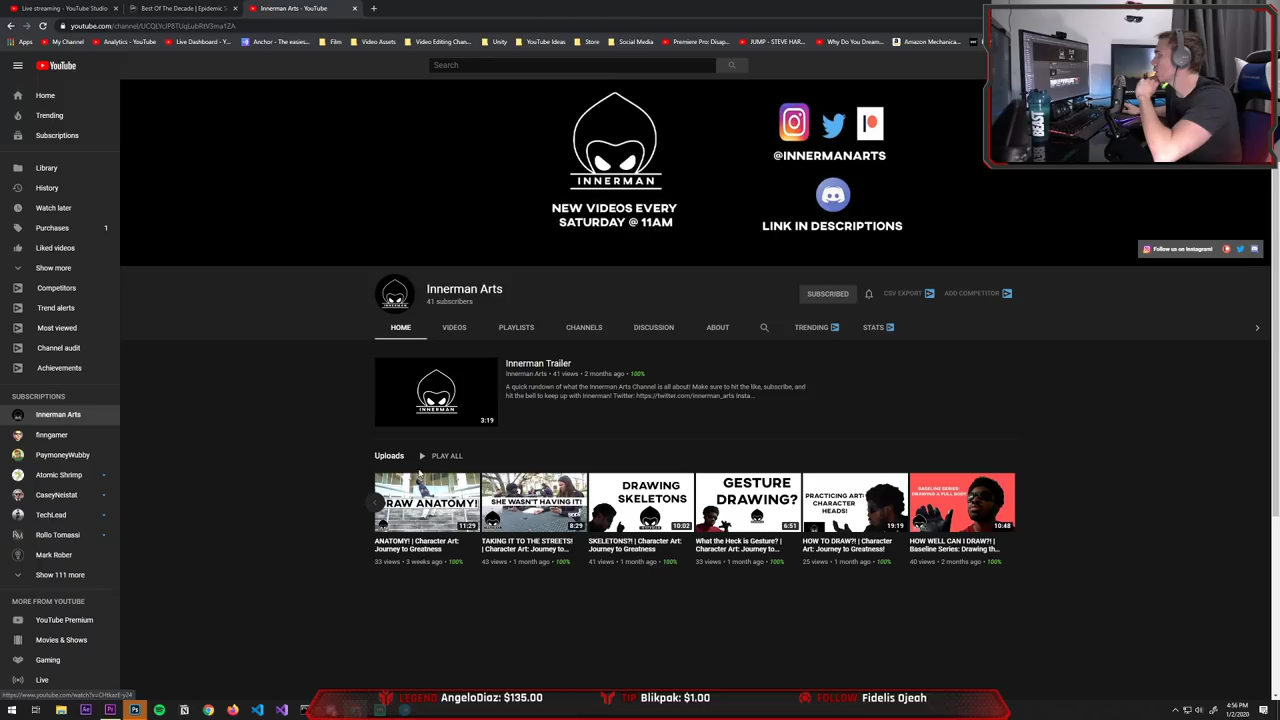 Live streaming - YouTube Studio
Best Of The Decade | Epidemic S
Innerman Arts - YouTube
youtube.com/channel/UCQLYcJP8TUqLubRtV3ma1ZA
Apps
My Channel
Analytics - YouTube
Live Dashboard - Y...
Anchor - The easies...
Film
Video Assets
Video Editing Chan...
Unity
YouTube Ideas
Store
Social Media
Premiere Pro: Disap...
JUMP - STEVE HAR...
Why Do You Dream...
Amazon Mechanica...
YouTube
Search
Home
Trending
Subscriptions
Library
History
Watch later
Purchases 1
Liked videos
Show more
Competitors
Trend alerts
Most viewed
Channel audit
Achievements
SUBSCRIPTIONS
Innerman Arts
finngamer
PaymoneyWubby
Atomic Shrimp
CaseyNeistat
TechLead
Rollo Tomassi
Mark Rober
Show 111 more
MORE FROM YOUTUBE
YouTube Premium
Movies & Shows
Gaming
Live
INNERMAN
NEW VIDEOS EVERY
SATURDAY @ 11AM
@INNERMANARTS
LINK IN DESCRIPTIONS
Follow us on Instagram!
BEAST
Innerman Arts
41 subscribers
SUBSCRIBED
CSV EXPORT
ADD COMPETITOR
HOME VIDEOS PLAYLISTS CHANNELS DISCUSSION ABOUT TRENDING STATS
INNERMAN
3:19
Innerman Trailer
Innerman Arts • 41 views • 2 months ago • 100%
A quick rundown of what the Innerman Arts Channel is all about! Make sure to hit the like, subscribe, and
hit the bell to keep up with Innerman! Twitter: https://twitter.com/innerman_arts Insta...
Uploads PLAY ALL
RAW ANATOMY!
11:29
ANATOMY! | Character Art:
Journey to Greatness
33 views • 3 weeks ago • 100%
SHE WASN'T HAVING IT!
8:29
TAKING IT TO THE STREETS!
| Character Art: Journey to...
43 views • 1 month ago • 100%
DRAWING
SKELETONS
10:02
SKELETONS?! | Character Art:
Journey to Greatness
41 views • 1 month ago • 100%
GESTURE
DRAWING?
6:51
What the Heck is Gesture? |
Character Art: Journey to...
33 views • 1 month ago • 100%
PRACTICING ART:
CHARACTER
HEADS!
19:19
HOW TO DRAW?! | Character
Art: Journey to Greatness!
25 views • 1 month ago • 100%
BASELINE SERIES:
DRAWING A FULL BODY
10:48
HOW WELL CAN I DRAW?! |
Baseline Series: Drawing th...
40 views • 2 months ago • 100%
LEGEND AngeloDiaz: $135.00
TIP Blikpak: $1.00
FOLLOW Fidelis Ojeah
4:56 PM
1/2/2020